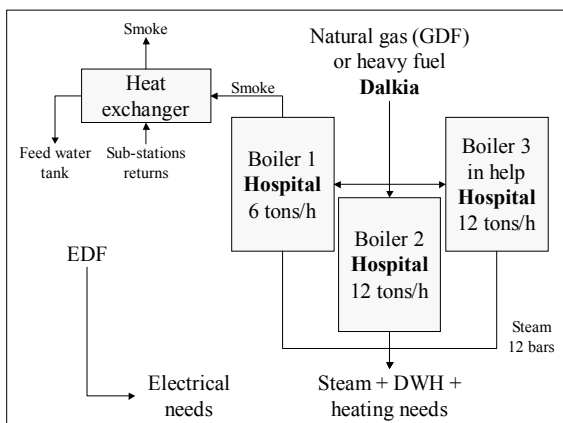 Smoke
Heat
exchanger
Smoke
Feed water
tank
Sub-stations
returns
Natural gas (GDF)
or heavy fuel
Dalkia
Boiler 1
Hospital
6 tons/h
Boiler 2
Hospital
12 tons/h
Boiler 3
in help
Hospital
12 tons/h
EDF
Electrical
needs
Steam
12 bars
Steam + DWH +
heating needs